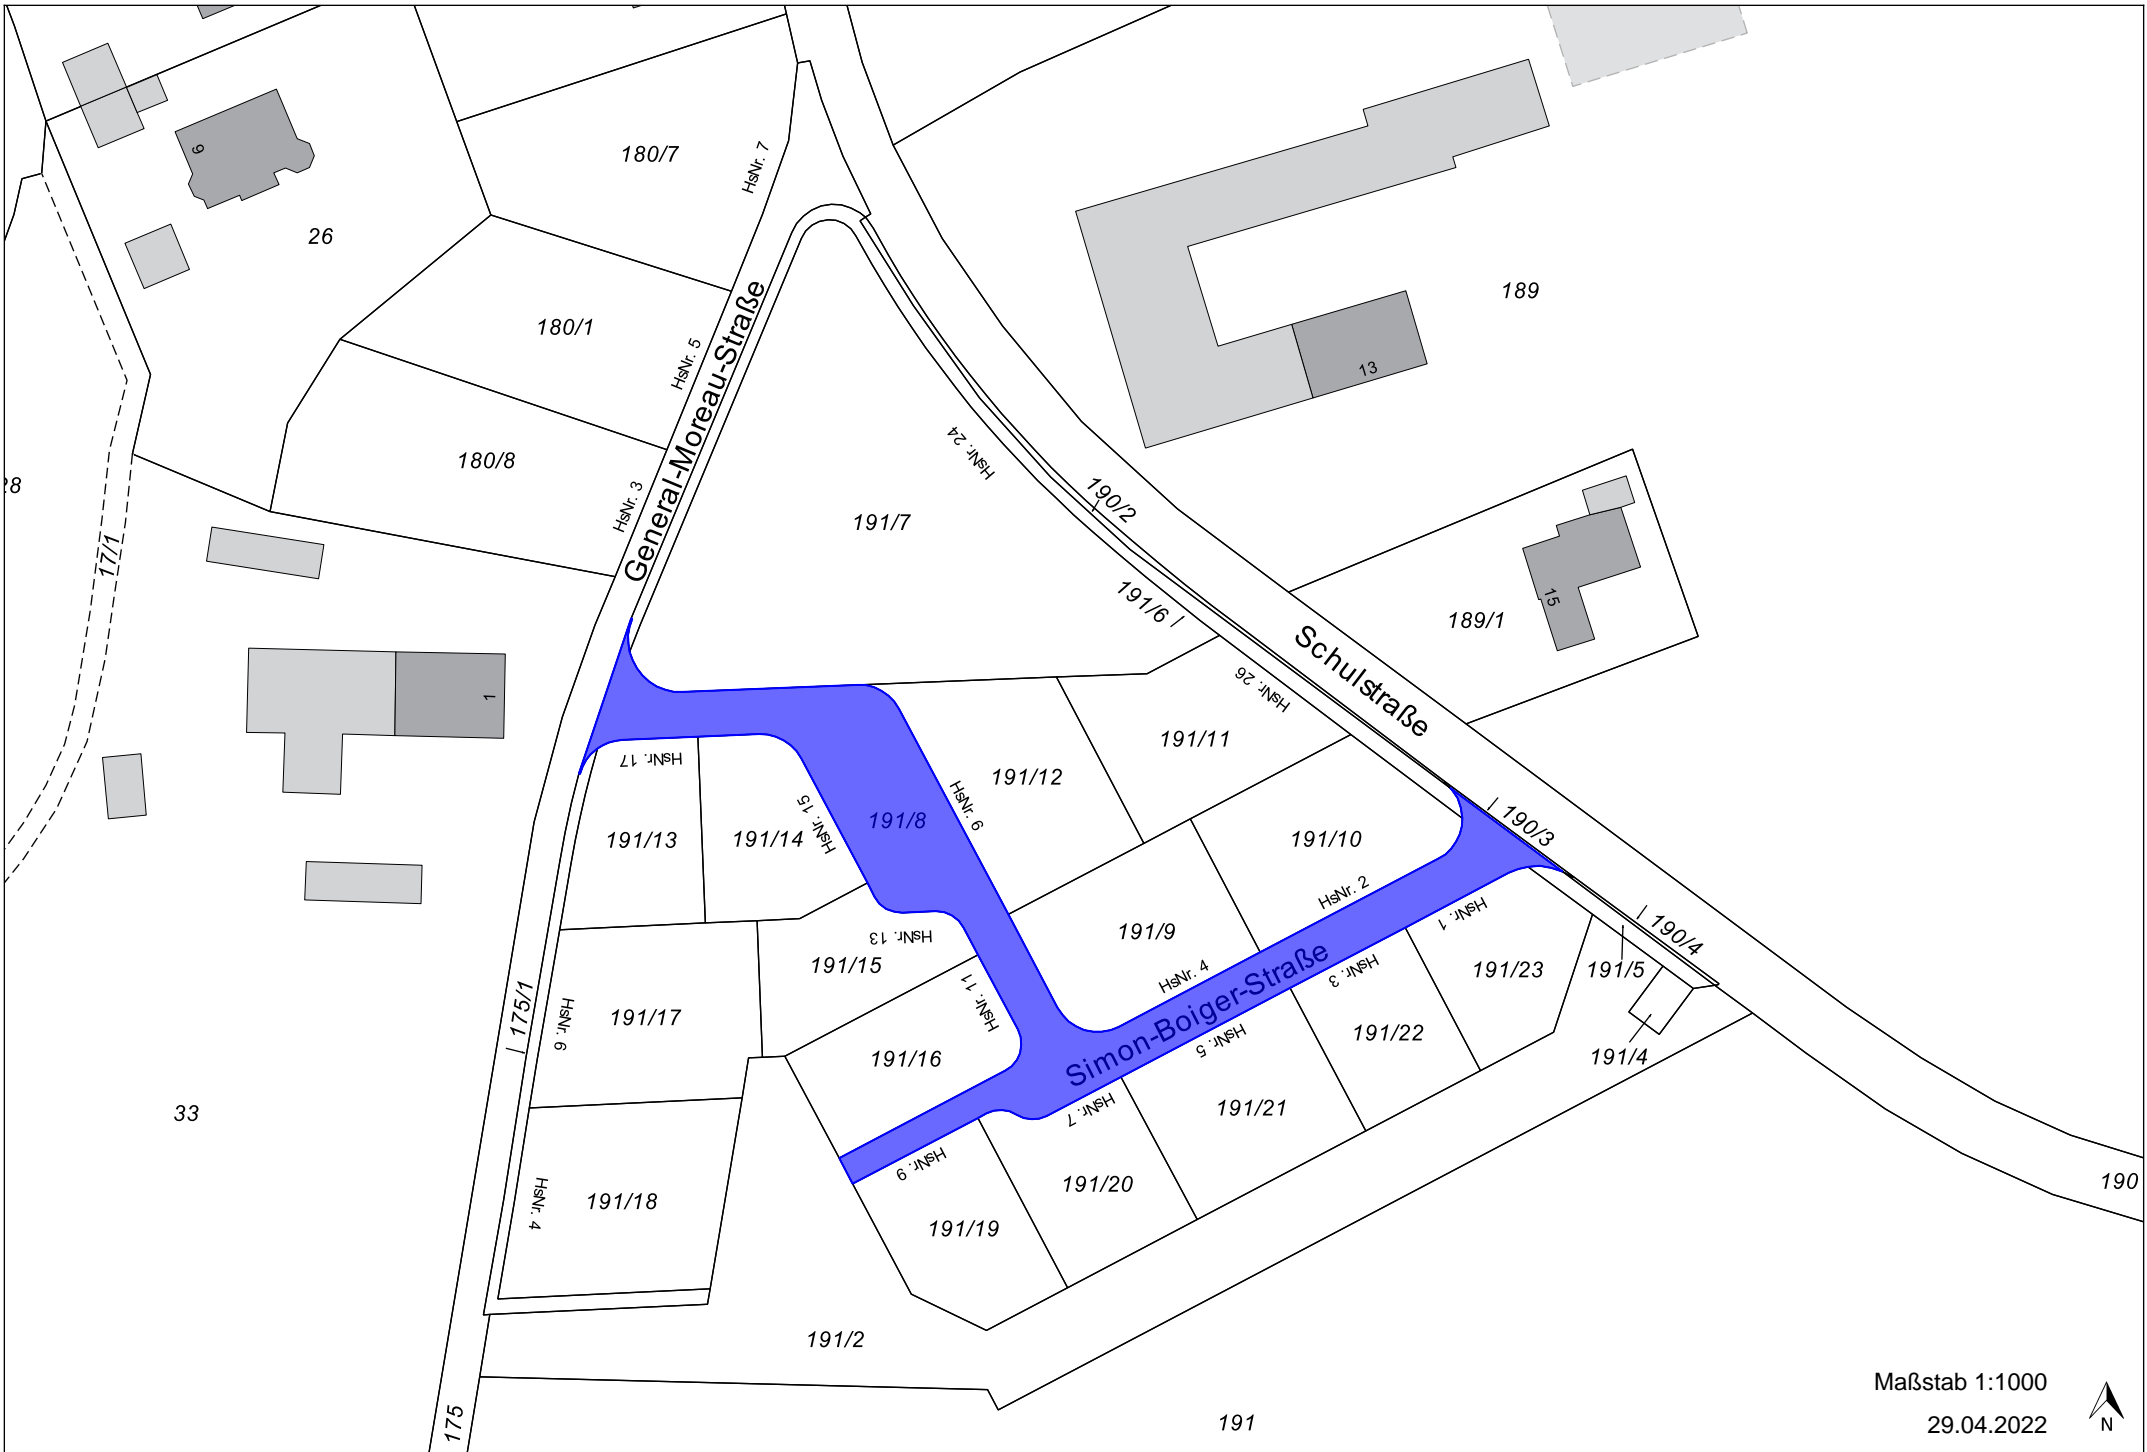 9
26
180/7
HsNr. 7
189
180/1
HsNr. 5
General-Moreau-Straße
13
180/8
HsNr. 3
HsNr. 24
17/1
191/7
190/2
191/6
15
189/1
Schulstraße
HsNr. 26
1
HsNr. 17
191/11
191/12
HsNr. 15
HsNr. 9
191/8
191/13
191/14
191/10
190/3
HsNr. 2
HsNr. 1
191/9
HsNr. 13
191/15
190/4
HsNr. 4
HsNr. 3
191/23
191/5
Simon-Boiger-Straße
175/1
HsNr. 6
191/17
HsNr. 11
HsNr. 5
191/22
191/16
191/4
33
HsNr. 7
191/21
HsNr. 9
191/20
190
HsNr. 4
191/18
191/19
191/2
175
191
Maßstab 1:1000
29.04.2022
N